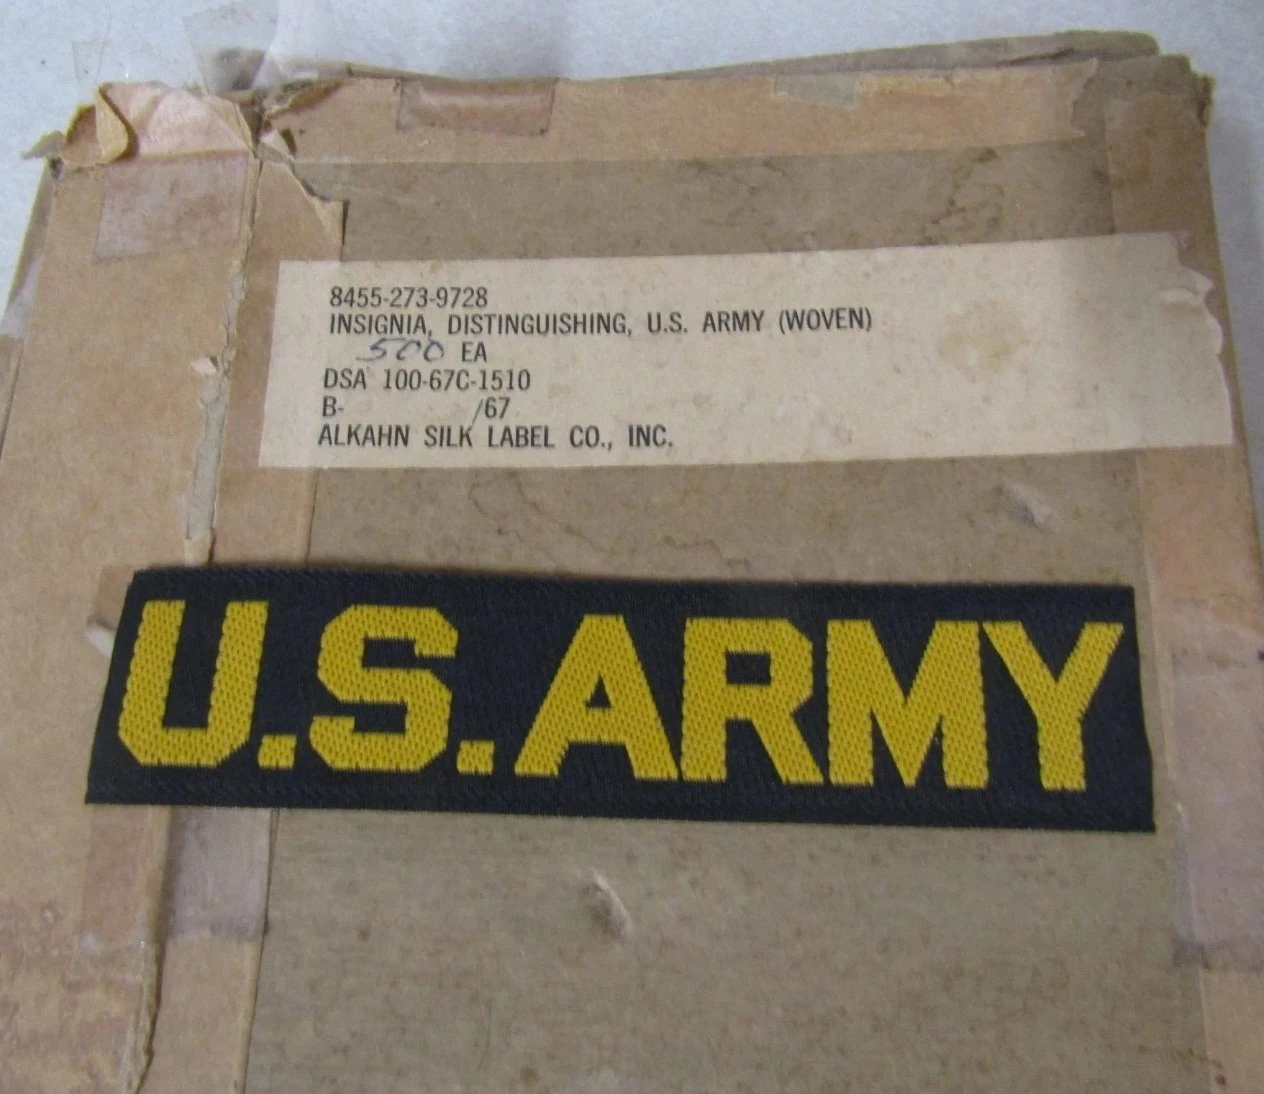 8455-273-9728
INSIGNIA, DISTINGUISHING, U.S. ARMY (WOVEN)
500 EA
DSA 100-67C-1510
B- /67
ALKAHN SILK LABEL CO., INC.
U.S. ARMY